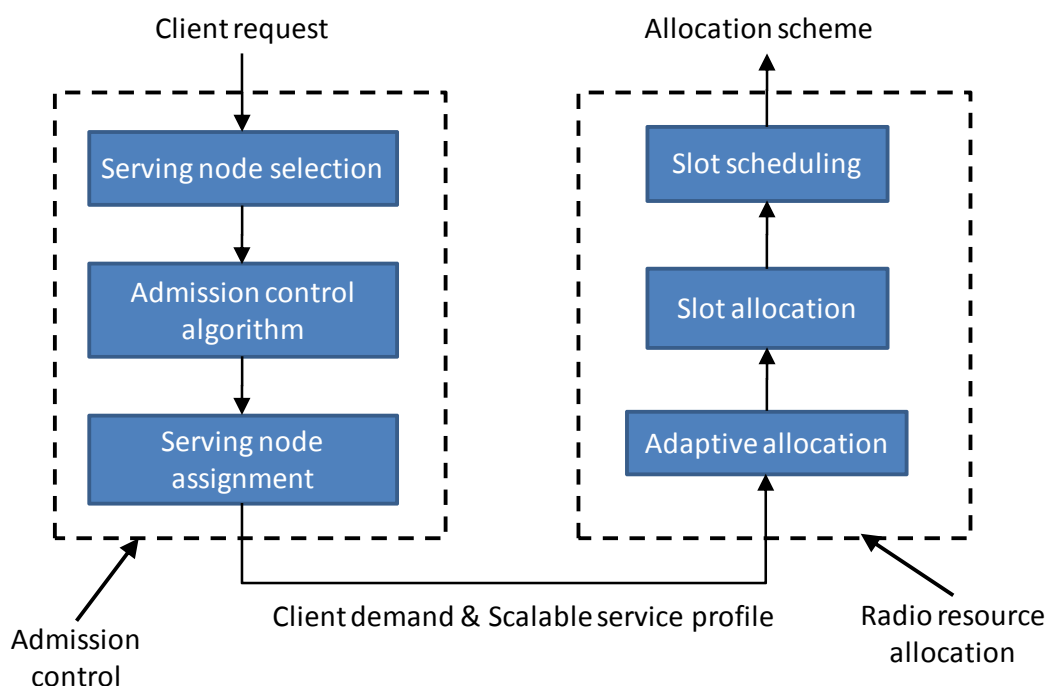 Client request
Allocation scheme
Serving node selection
Slot scheduling
Admission control
algorithm
Slot allocation
Serving node
assignment
Adaptive allocation
Client demand & Scalable service profile
Admission
control
Radio resource
allocation